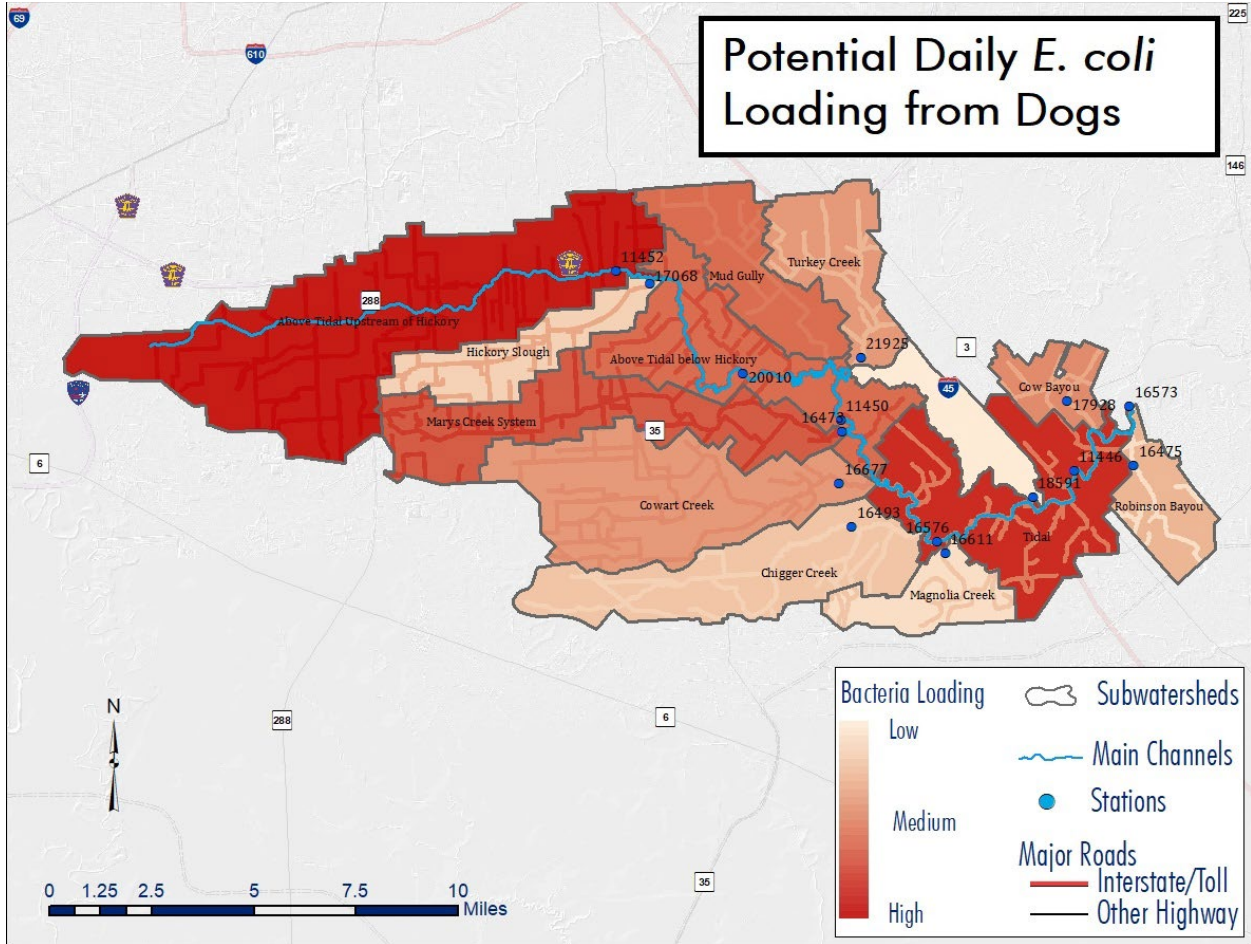 69
225
610
Potential Daily E. coli
Loading from Dogs
146
11452
17068
Mud Gully
Turkey Creek
288
Above Tidal Upstream of Hickory
Hickory Slough
Above Tidal below Hickory
21925
3
20010
45
Cow Bayou
17928
16573
Marys Creek System
35
16473
11450
6
16677
11446
16475
18591
Cowart Creek
16493
Robinson Bayou
16576
16611
Tidal
Chigger Creek
Magnolia Creek
N
288
6
35
0 1.25 2.5 5 7.5 10
Miles
Bacteria Loading
Low
Medium
High
Subwatersheds
Main Channels
Stations
Major Roads
Interstate/Toll
Other Highway